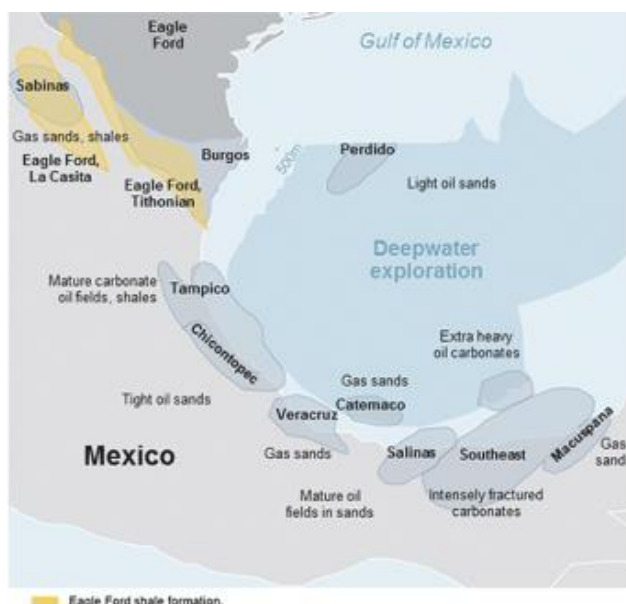 Eagle
Ford
Gulf of Mexico
Sabinas
Gas sands, shales
Eagle Ford,
La Casita
Burgos
Eagle Ford,
Tithonian
500m
Perdido
Light oil sands
Deepwater
exploration
Mature carbonate
oil fields, shales
Tampico
Chicontopec
Extra heavy
oil carbonates
Tight oil sands
Gas sands
Catemaco
Veracruz
Mexico
Gas sands
Salinas
Southeast
Macuspana
Gas
sand
Mature oil
fields in sands
Intensely fractured
carbonates
Eagle Ford shale formation.